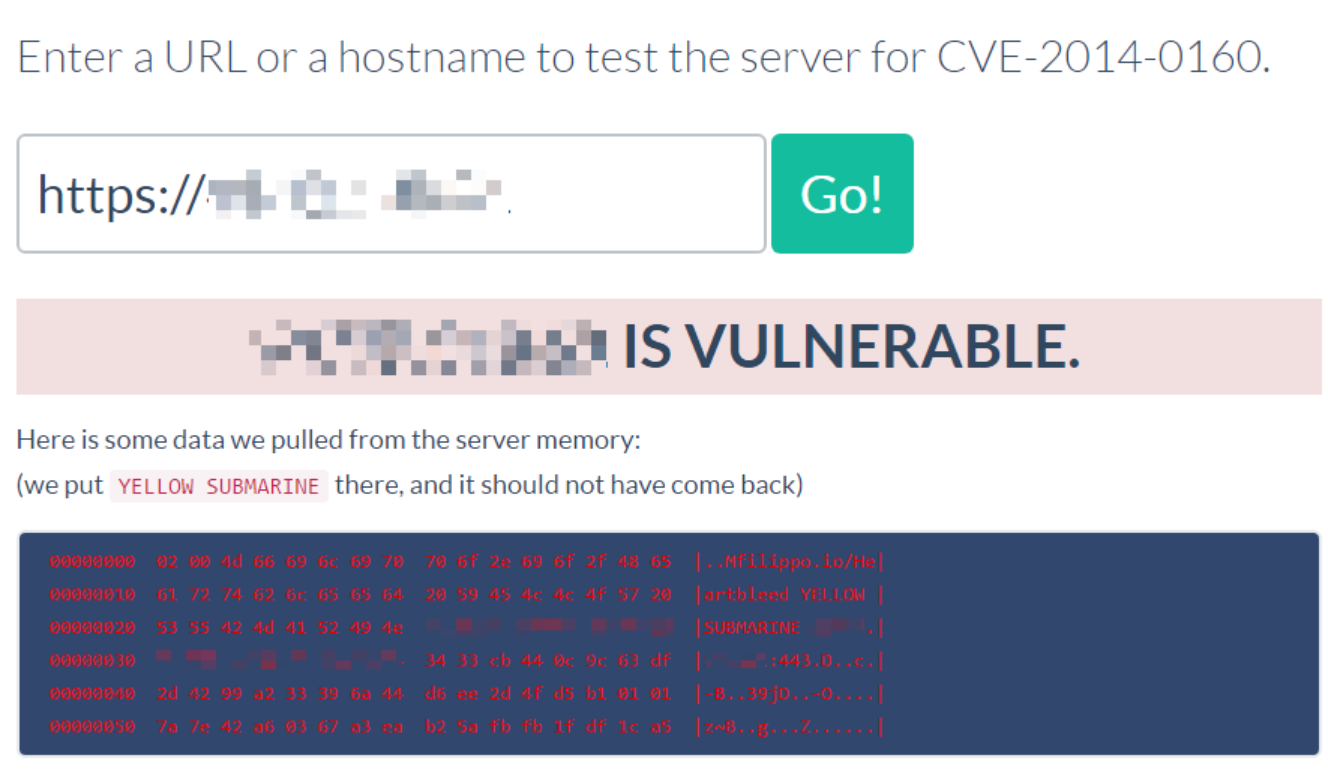 Enter a URL or a hostname to test the server for CVE-2014-0160.
https:// Go!
IS VULNERABLE.
Here is some data we pulled from the server memory:
(we put YELLOW SUBMARINE there, and it should not have come back)
00000000 02 00 4d 66 69 6c 69 70 70 6f 2e 69 6f 2f 48 65 |..Mfilippo.io/He|
00000010 61 72 74 62 6c 65 65 64 20 59 45 4c 4c 4f 57 20 |artbleed YELLOW |
00000020 53 55 42 4d 41 52 49 4e |SUBMARINE .|
00000030 34 33 cb 44 0c 9c 63 df |. :443.D..c.|
00000040 2d 42 99 a2 33 39 6a 44 d6 ee 2d 4f d5 b1 01 01 |-B..39jD..-O....|
00000050 7a 7e 42 a6 03 67 a3 ea b2 5a fb fb 1f df 1c a5 |z~B..g...Z......|